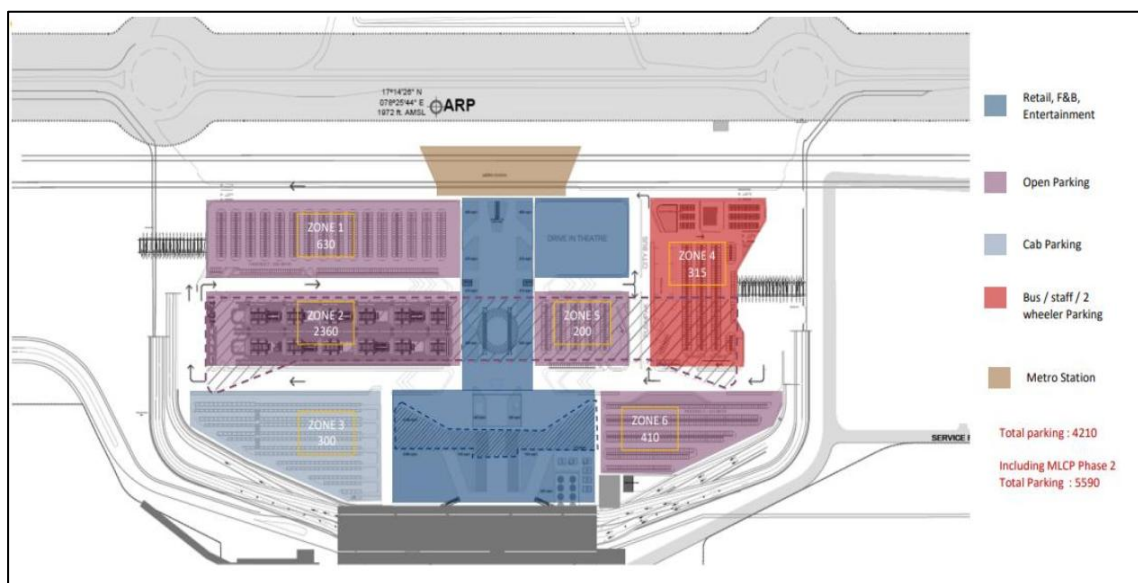 17°14'26" N
078°25'44" E
1972 ft. AMSL
ARP
Retail, F&B,
Entertainment
Open Parking
Cab Parking
Bus / staff / 2
wheeler Parking
Metro Station
Total parking : 4210
Including MLCP Phase 2
Total Parking : 5590
ZONE 1
630
DRIVE IN THEATRE
ZONE 4
315
ZONE 2
2360
ZONE 5
200
ZONE 3
300
ZONE 6
410